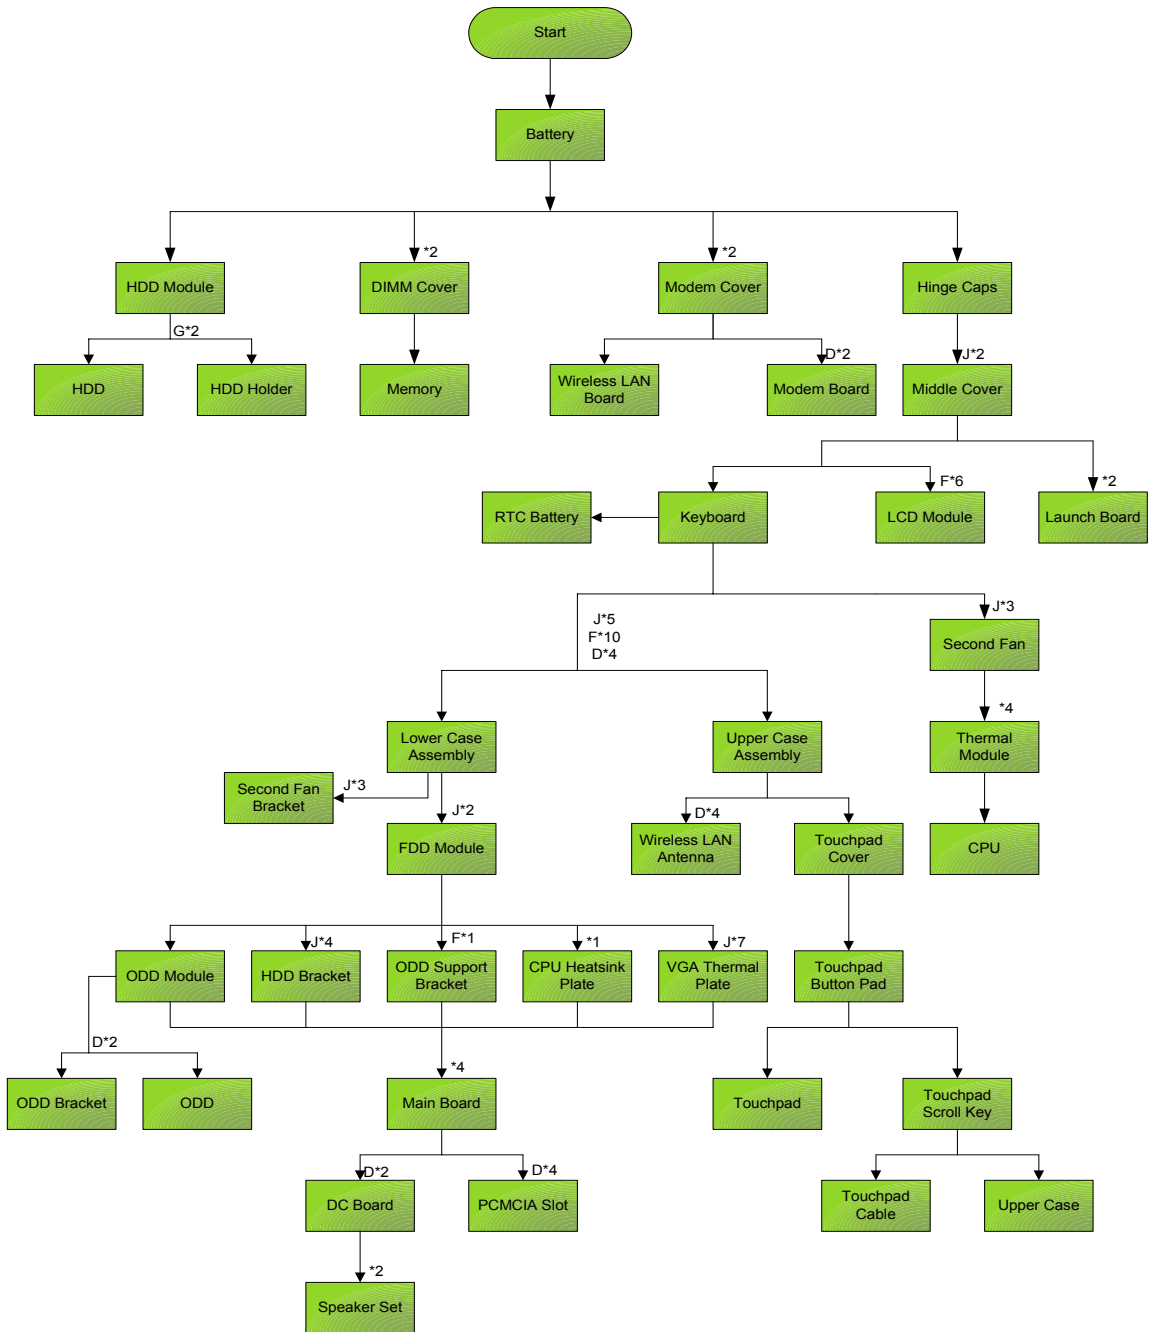 Start
Battery
*2
*2
HDD Module
DIMM Cover
Modem Cover
Hinge Caps
G*2
D*2
J*2
HDD
HDD Holder
Memory
Wireless LAN
Board
Modem Board
Middle Cover
F*6
*2
RTC Battery
Keyboard
LCD Module
Launch Board
J*5
F*10
D*4
J*3
Second Fan
*4
Lower Case
Assembly
Upper Case
Assembly
Thermal
Module
Second Fan
Bracket
J*3
J*2
D*4
FDD Module
Wireless LAN
Antenna
Touchpad
Cover
CPU
J*4
F*1
*1
J*7
ODD Module
HDD Bracket
ODD Support
Bracket
CPU Heatsink
Plate
VGA Thermal
Plate
Touchpad
Button Pad
D*2
*4
ODD Bracket
ODD
Main Board
Touchpad
Touchpad
Scroll Key
D*2
D*4
DC Board
PCMCIA Slot
Touchpad
Cable
Upper Case
*2
Speaker Set